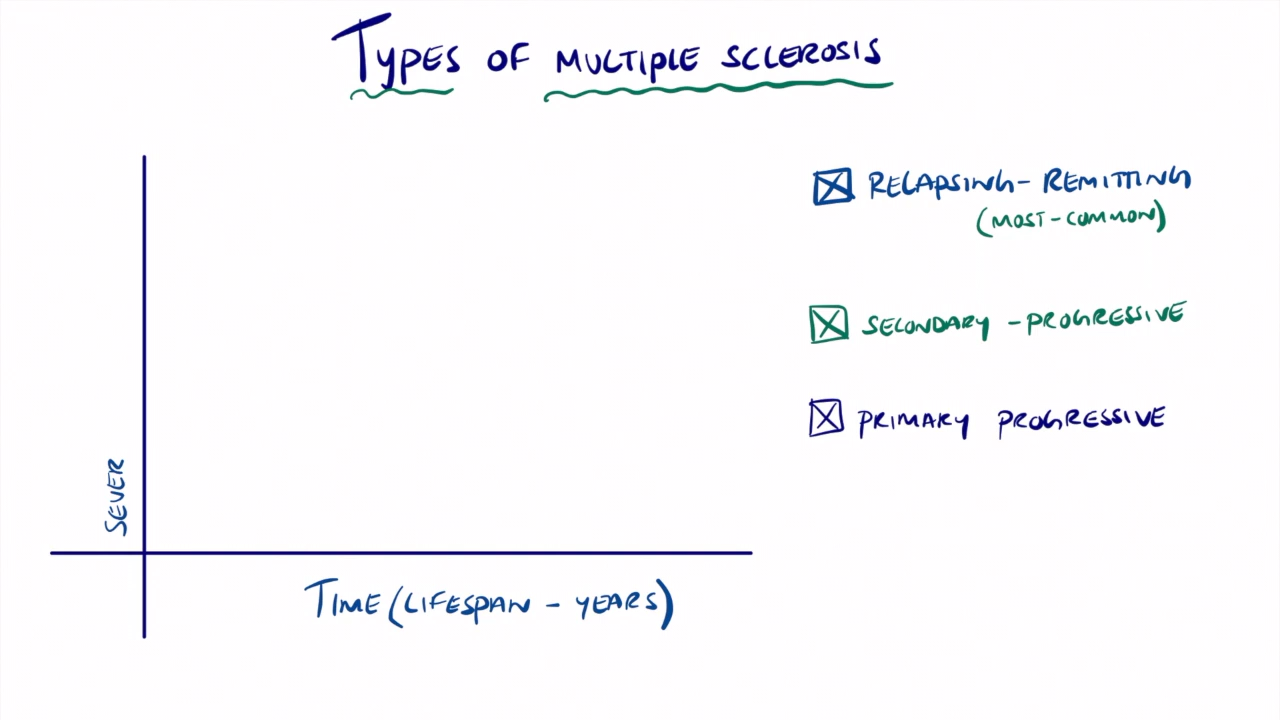 TYPES OF MULTIPLE SCLEROSIS
RELAPSING-REMITTING
(MOST-COMMON)
SECONDARY-PROGRESSIVE
PRIMARY PROGRESSIVE
SEVER
TIME (LIFESPAN - YEARS)